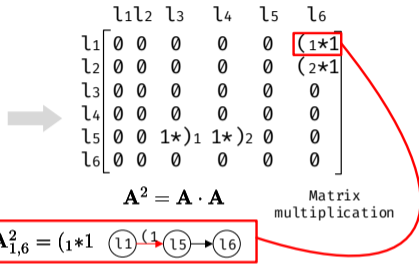 l1 l2 l3 l4 l5 l6
l1 0 0 0 0 0 (₁*1
l2 0 0 0 0 0 (₂*1
l3 0 0 0 0 0 0
l4 0 0 0 0 0 0
l5 0 0 1*)₁ 1*)₂ 0 0
l6 0 0 0 0 0 0
A² = A · A
Matrix
multiplication
A²₁,₆ = (₁*1 l1 (₁ l5 l6